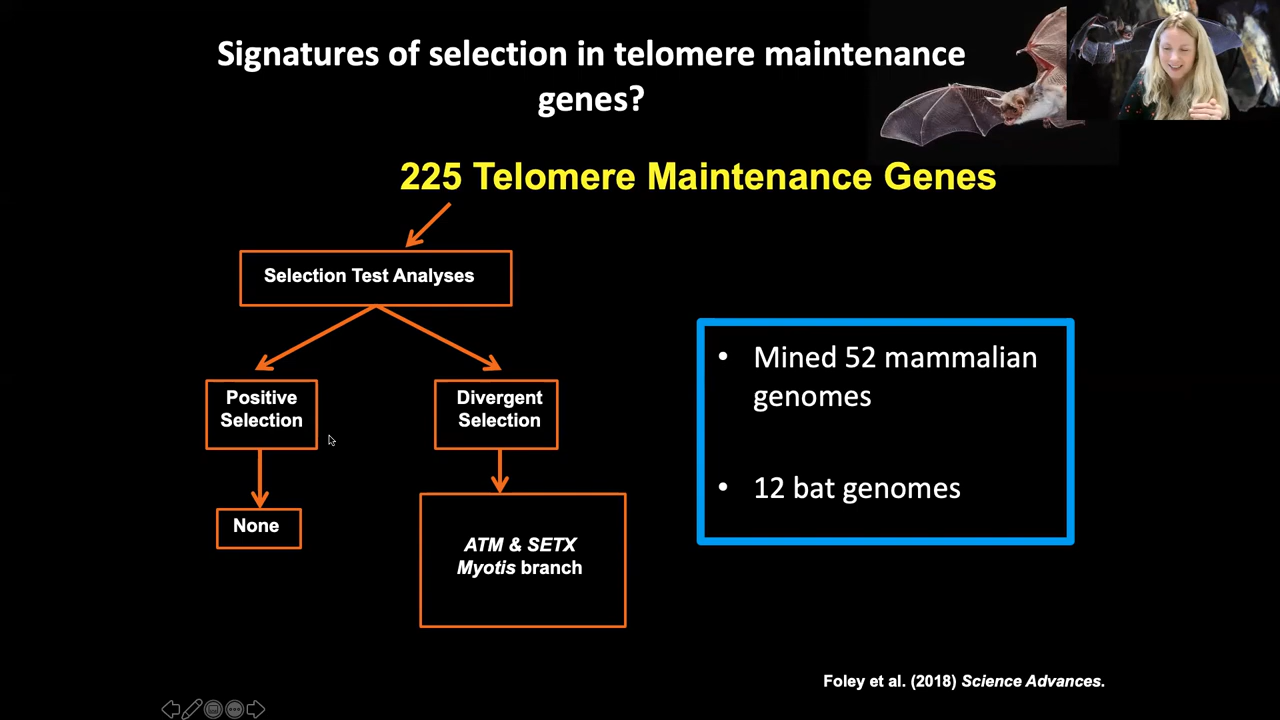 Signatures of selection in telomere maintenance
genes?
225 Telomere Maintenance Genes
Selection Test Analyses
Positive
Selection
Divergent
Selection
None
ATM & SETX
Myotis branch
• Mined 52 mammalian
genomes
• 12 bat genomes
Foley et al. (2018) Science Advances.